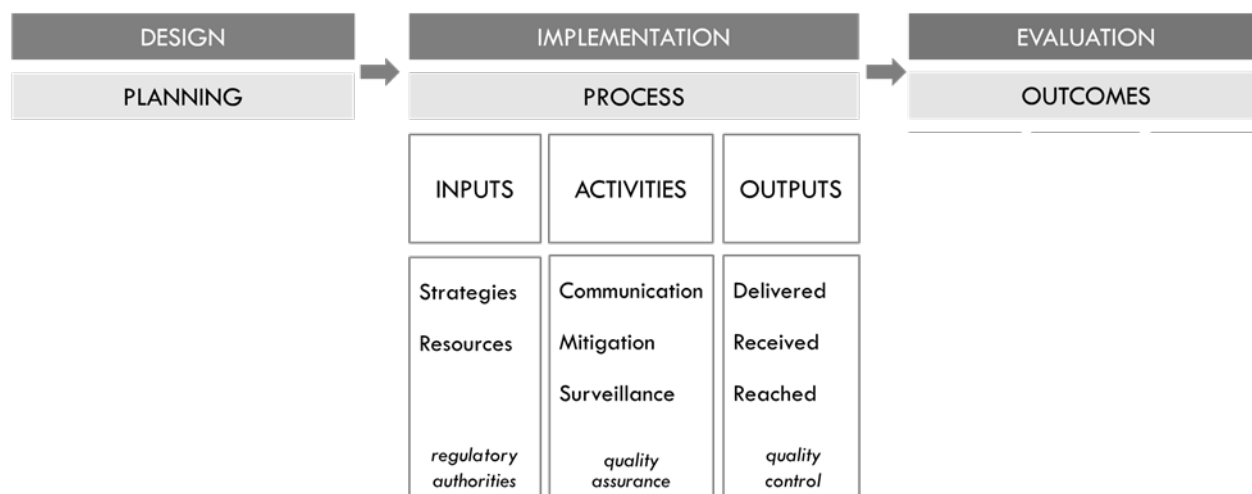 DESIGN
IMPLEMENTATION
EVALUATION
PLANNING
PROCESS
OUTCOMES
INPUTS
ACTIVITIES
OUTPUTS
Strategies
Resources
regulatory
authorities
Communication
Mitigation
Surveillance
quality
assurance
Delivered
Received
Reached
quality
control